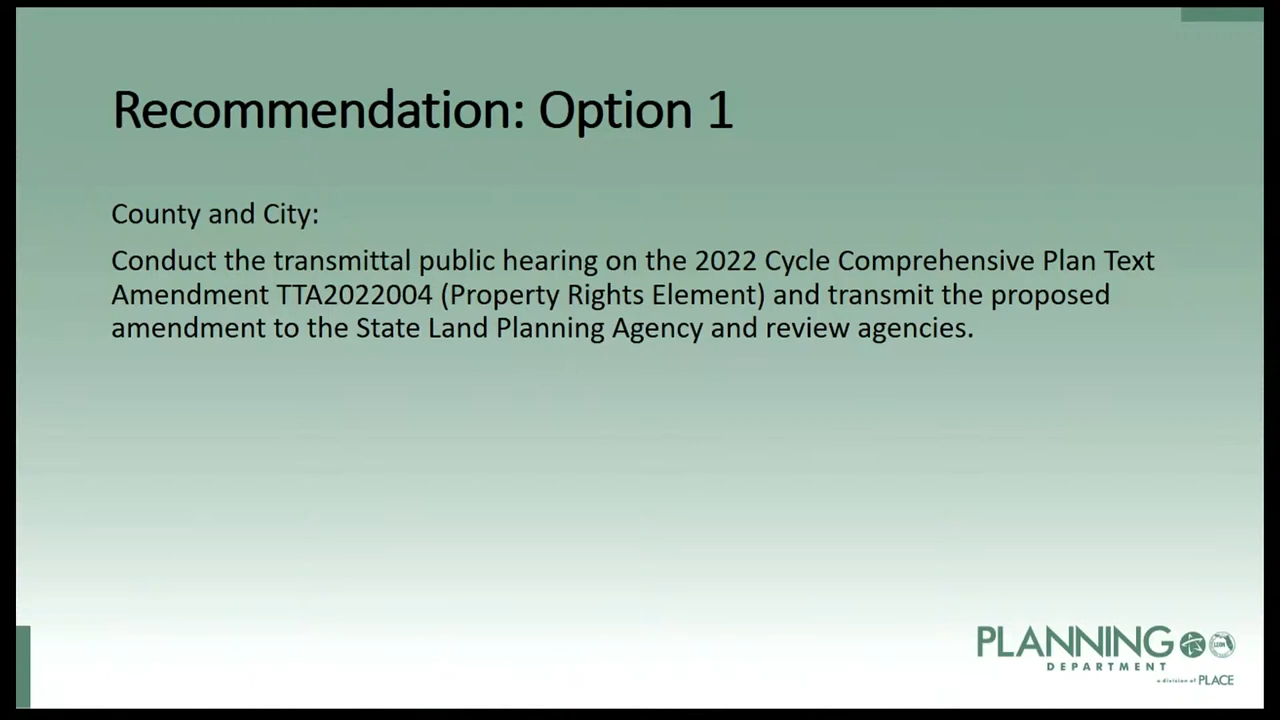 Recommendation: Option 1
County and City:
Conduct the transmittal public hearing on the 2022 Cycle Comprehensive Plan Text
Amendment TTA2022004 (Property Rights Element) and transmit the proposed
amendment to the State Land Planning Agency and review agencies.
PLANNING
DEPARTMENT
a division of PLACE